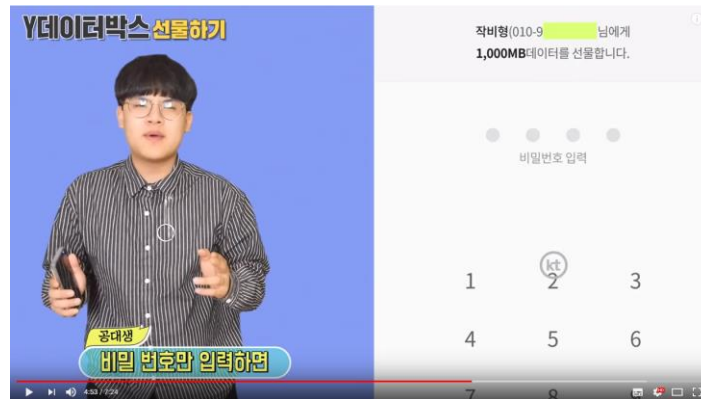 Y데이터박스 선물하기
작비형(010-9 님에게
1,000MB데이터를 선물합니다.
비밀번호 입력
kt
1 2 3
4 5 6
7 8
공대생
비밀 번호만 입력하면
4:53 / 7:24